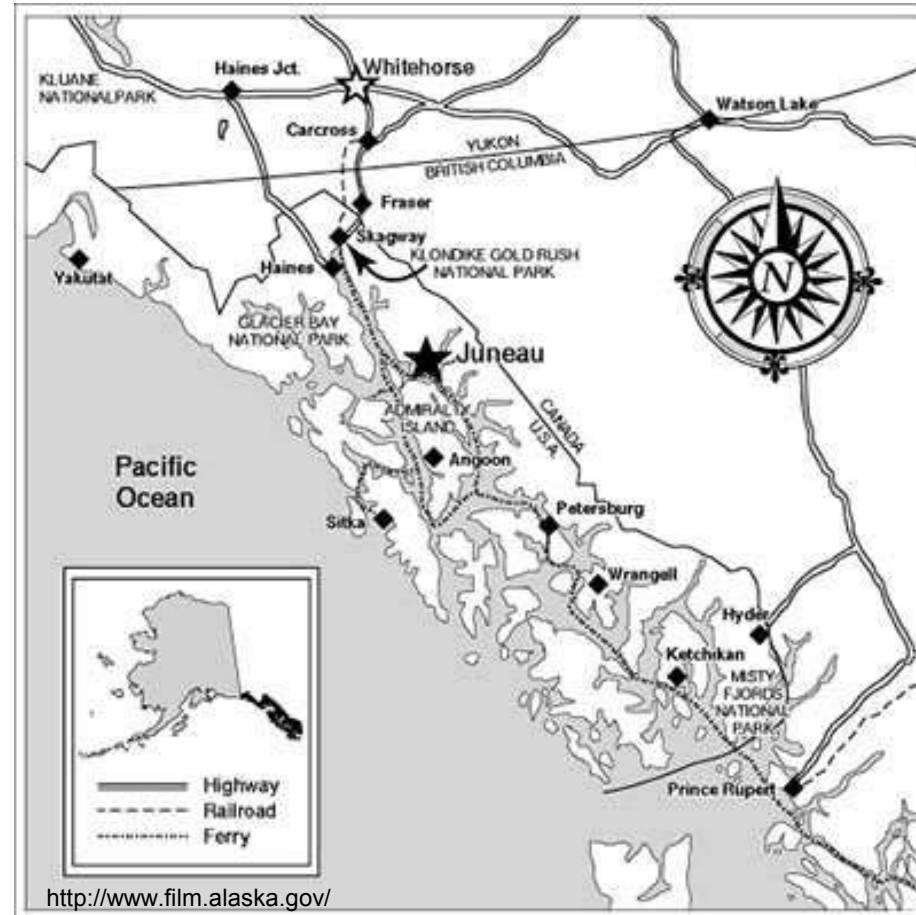 Haines Jct.
Whitehorse
KLUANE
NATIONALPARK
Watson Lake
Carcross
YUKON
BRITISH COLUMBIA
Fraser
Skagway
KLONDIKE GOLD RUSH
NATIONAL PARK
Haines
Yakutat
N
GLACIER BAY
NATIONAL PARK
Juneau
ADMIRALTY
ISLAND
CANADA
U.S.A.
Angoon
Pacific
Ocean
Sitka
Petersburg
Wrangell
Hyder
Ketchikan
MISTY
FJORDS
NATIONAL
PARK
Prince Rupert
Highway
Railroad
Ferry
http://www.film.alaska.gov/